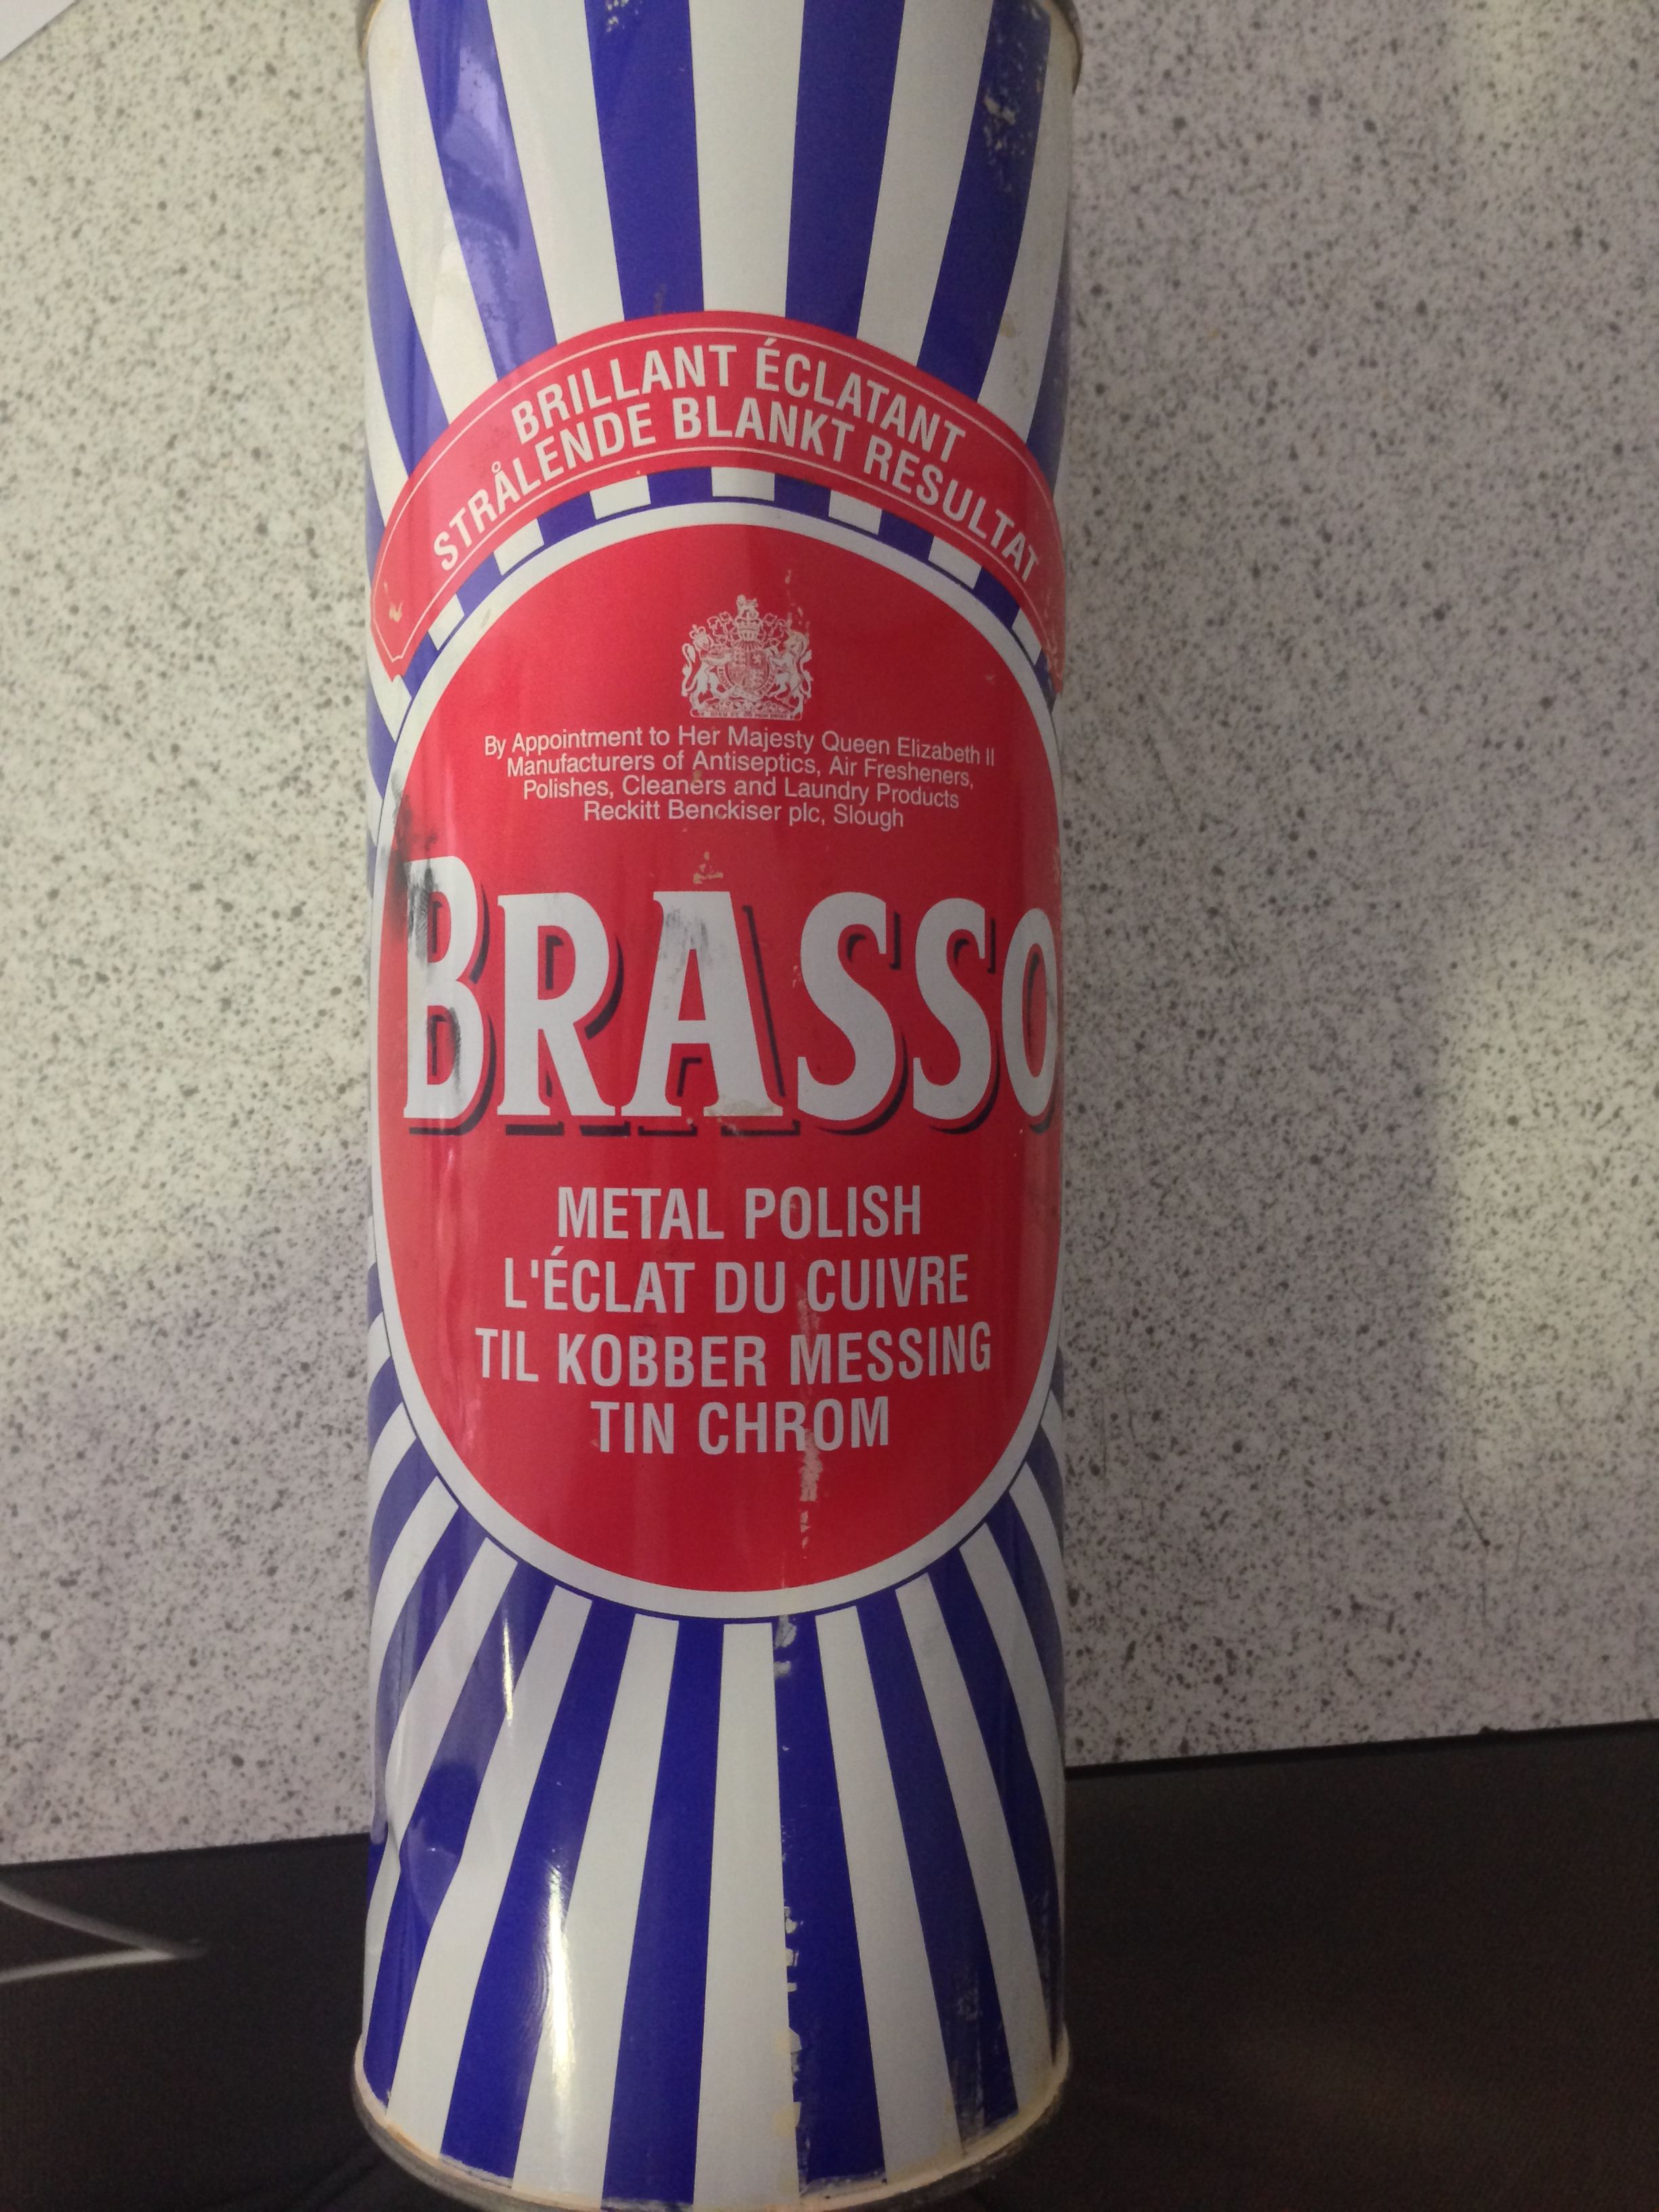 BRILLANT ÉCLATANT
STRÅLENDE BLANKT RESULTAT
By Appointment to Her Majesty Queen Elizabeth II
Manufacturers of Antiseptics, Air Fresheners,
Polishes, Cleaners and Laundry Products
Reckitt Benckiser plc, Slough
BRASSO
METAL POLISH
L'ÉCLAT DU CUIVRE
TIL KOBBER MESSING
TIN CHROM